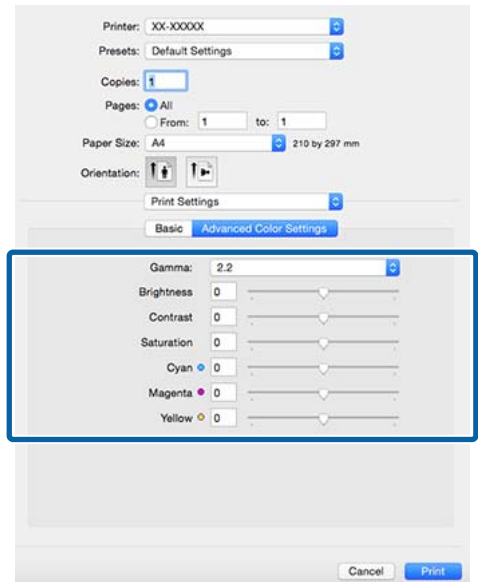 Printer: XX-XXXXX
Presets: Default Settings
Copies: 1
Pages: All
From: 1 to: 1
Paper Size: A4 210 by 297 mm
Orientation:
Print Settings
Basic Advanced Color Settings
Gamma: 2.2
Brightness 0
Contrast 0
Saturation 0
Cyan 0
Magenta 0
Yellow 0
Cancel Print